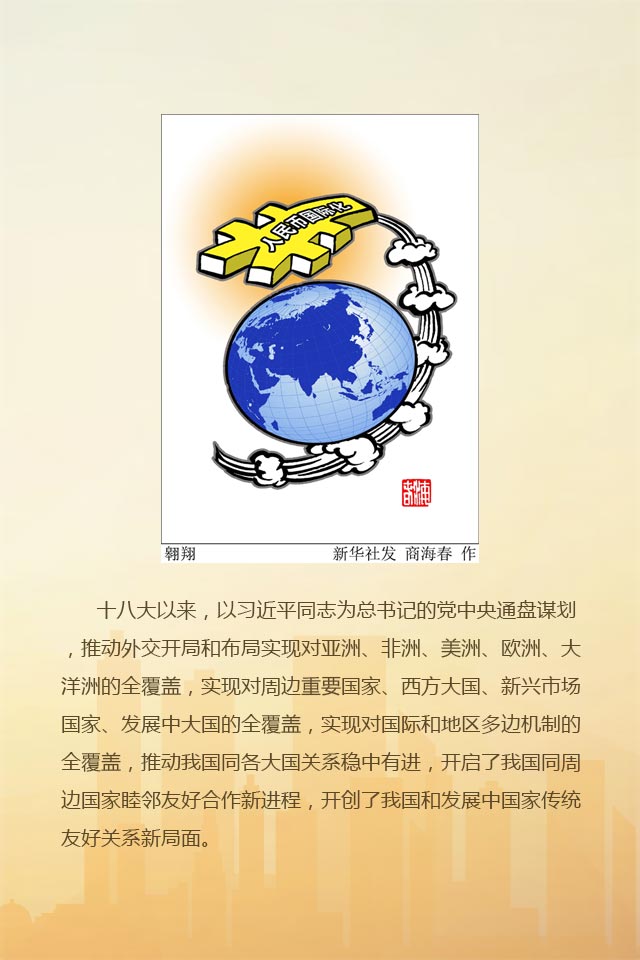 人民币国际化
翱翔
新华社发 商海春 作
十八大以来，以习近平同志为总书记的党中央通盘谋划
，推动外交开局和布局实现对亚洲、非洲、美洲、欧洲、大
洋洲的全覆盖，实现对周边重要国家、西方大国、新兴市场
国家、发展中大国的全覆盖，实现对国际和地区多边机制的
全覆盖，推动我国同各大国关系稳中有进，开启了我国同周
边国家睦邻友好合作新进程，开创了我国和发展中国家传统
友好关系新局面。